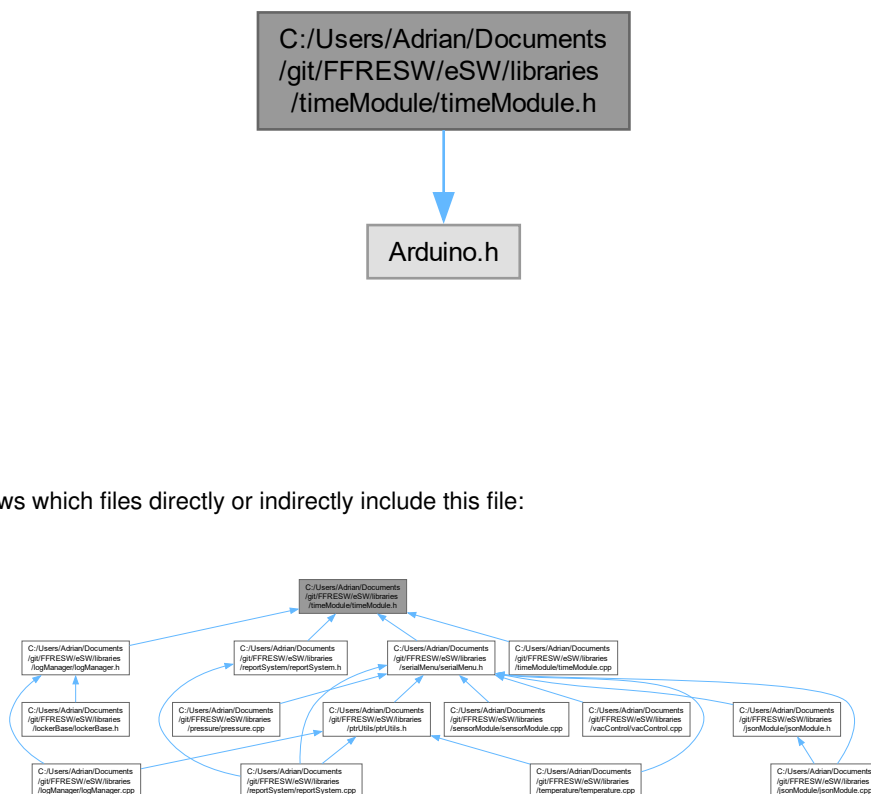 C:/Users/Adrian/Documents
/git/FFRESW/eSW/libraries
/timeModule/timeModule.h
Arduino.h
ws which files directly or indirectly include this file:
C:/Users/Adrian/Documents
/git/FFRESW/eSW/libraries
/timeModule/timeModule.h
C:/Users/Adrian/Documents
/git/FFRESW/eSW/libraries
/logManager/logManager.h
C:/Users/Adrian/Documents
/git/FFRESW/eSW/libraries
/reportSystem/reportSystem.h
C:/Users/Adrian/Documents
/git/FFRESW/eSW/libraries
/serialMenu/serialMenu.h
C:/Users/Adrian/Documents
/git/FFRESW/eSW/libraries
/timeModule/timeModule.cpp
C:/Users/Adrian/Documents
/git/FFRESW/eSW/libraries
/lockerBase/lockerBase.h
C:/Users/Adrian/Documents
/git/FFRESW/eSW/libraries
/pressure/pressure.cpp
C:/Users/Adrian/Documents
/git/FFRESW/eSW/libraries
/ptrUtils/ptrUtils.h
C:/Users/Adrian/Documents
/git/FFRESW/eSW/libraries
/sensorModule/sensorModule.cpp
C:/Users/Adrian/Documents
/git/FFRESW/eSW/libraries
/vacControl/vacControl.cpp
C:/Users/Adrian/Documents
/git/FFRESW/eSW/libraries
/jsonModule/jsonModule.h
C:/Users/Adrian/Documents
/git/FFRESW/eSW/libraries
/logManager/logManager.cpp
C:/Users/Adrian/Documents
/git/FFRESW/eSW/libraries
/reportSystem/reportSystem.cpp
C:/Users/Adrian/Documents
/git/FFRESW/eSW/libraries
/temperature/temperature.cpp
C:/Users/Adrian/Documents
/git/FFRESW/eSW/libraries
/jsonModule/jsonModule.cpp